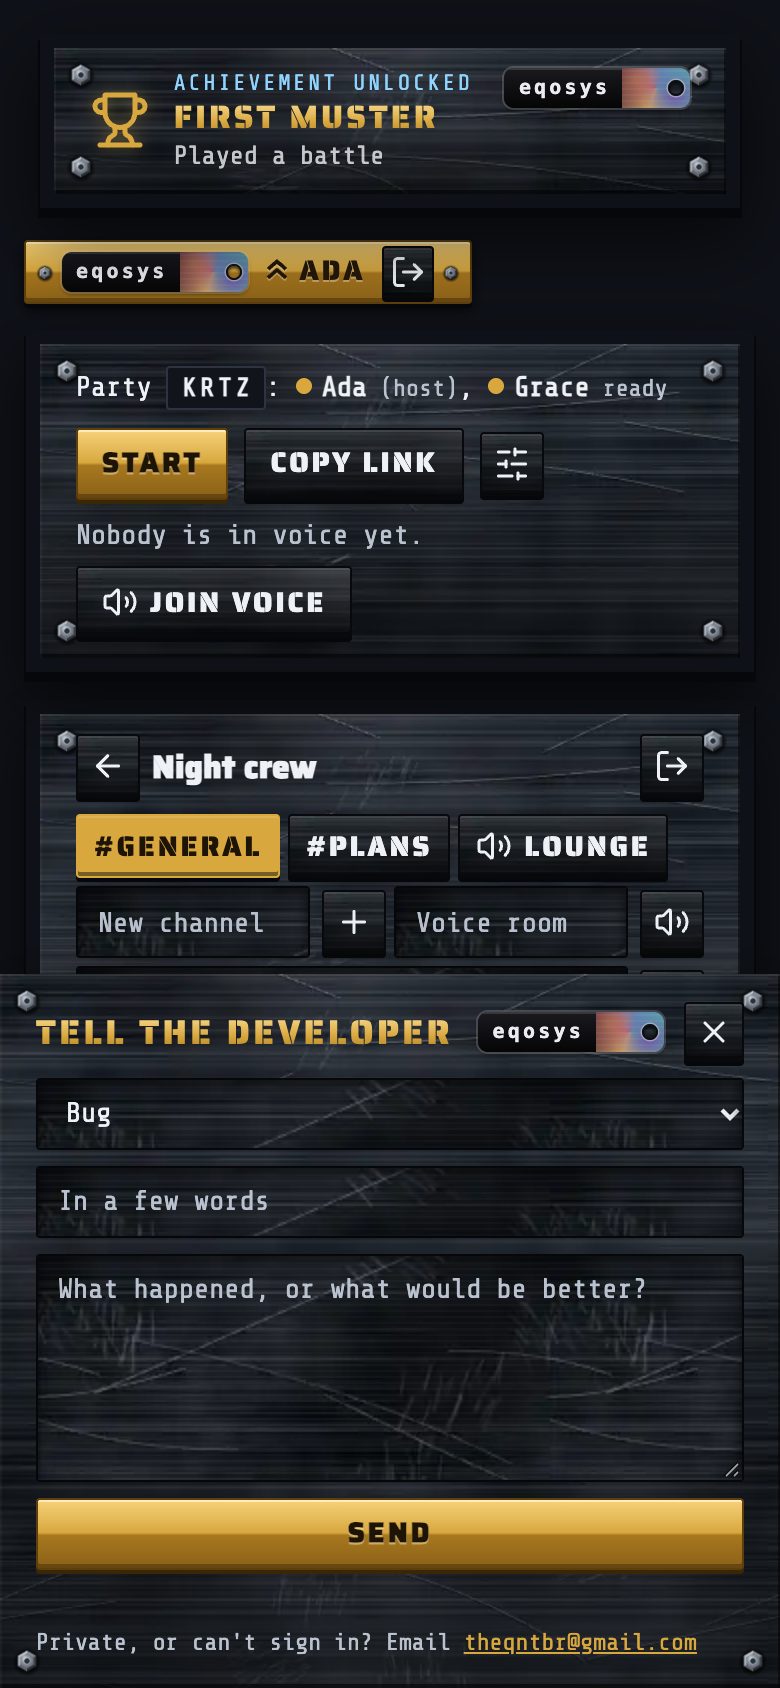 ACHIEVEMENT UNLOCKED
eqosys
FIRST MUSTER
Played a battle
eqosys ADA
Party KRTZ: Ada (host), Grace ready
START COPY LINK
Nobody is in voice yet.
JOIN VOICE
Night crew
#GENERAL #PLANS LOUNGE
New channel Voice room
TELL THE DEVELOPER eqosys
Bug
In a few words
What happened, or what would be better?
SEND
Private, or can't sign in? Email theqntbr@gmail.com